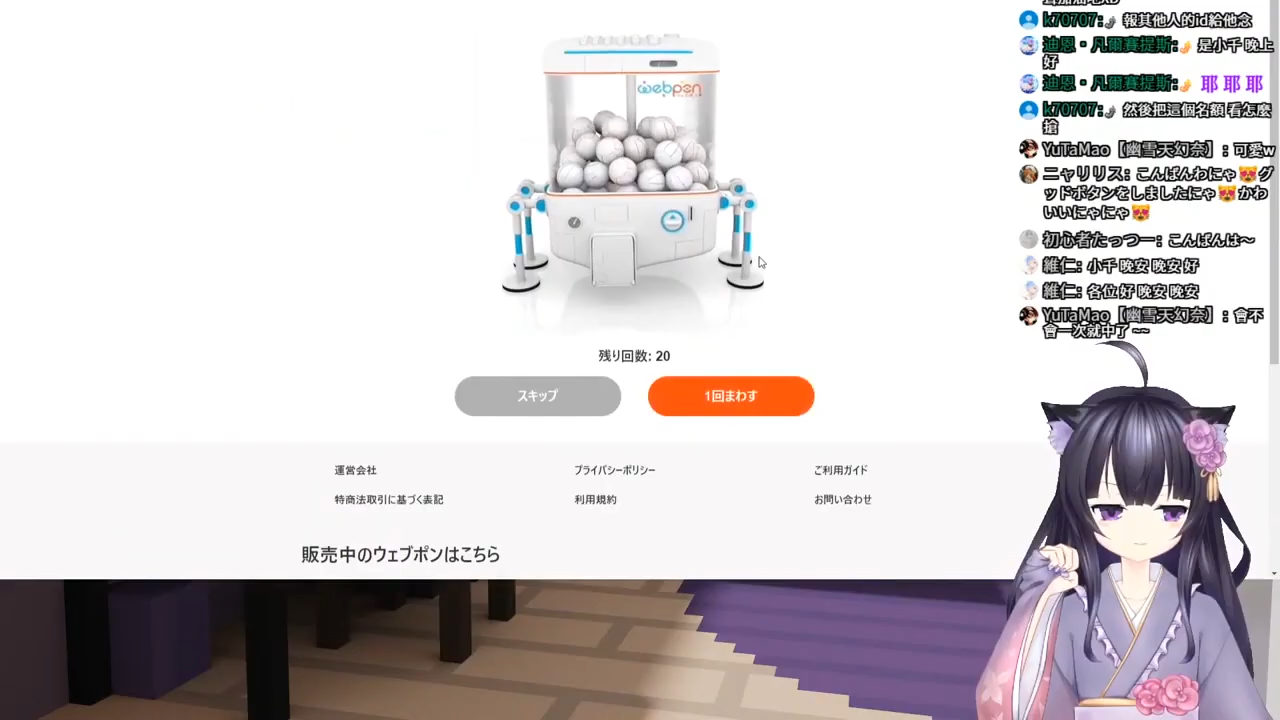 webpon
残り回数: 20
スキップ
1回まわす
運営会社
プライバシーポリシー
ご利用ガイド
特商法取引に基づく表記
利用規約
お問い合わせ
販売中のウェブポンはこちら
k70707: 報其他人的id給他念
迪恩·凡爾賽提斯: 是小千 晚上
好
迪恩·凡爾賽提斯: 耶 耶 耶
k70707: 然後把這個名額 看怎麼
搶
YuTaMao【幽雪天幻奈】: 可愛w
ニャリリス: こんばんわにゃ グ
ッドボタンをしましたにゃ かわ
いいにゃにゃ
初心者たっつー: こんばんは～
維仁: 小千 晚安 晚安 好
維仁: 各位 好 晚安 晚安
YuTaMao【幽雪天幻奈】: 會不
會一次就中了 ~~